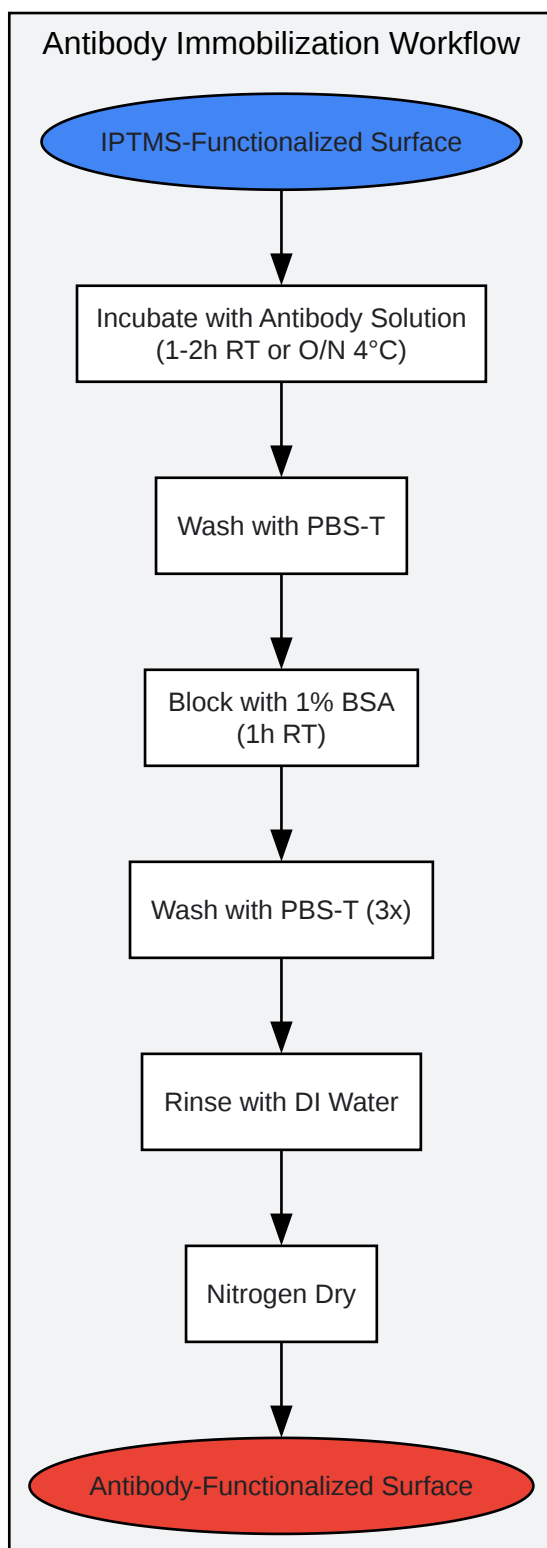 Antibody Immobilization Workflow
IPTMS-Functionalized Surface
Incubate with Antibody Solution
(1-2h RT or O/N 4°C)
Wash with PBS-T
Block with 1% BSA
(1h RT)
Wash with PBS-T (3x)
Rinse with DI Water
Nitrogen Dry
Antibody-Functionalized Surface